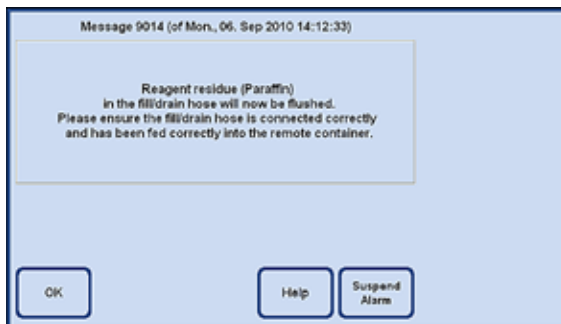 Message 9014 (of Mon., 06. Sep 2010 14:12:33)
Reagent residue (Paraffin)
in the fill/drain hose will now be flushed.
Please ensure the fill/drain hose is connected correctly
and has been fed correctly into the remote container.
OK
Help
Suspend
Alarm